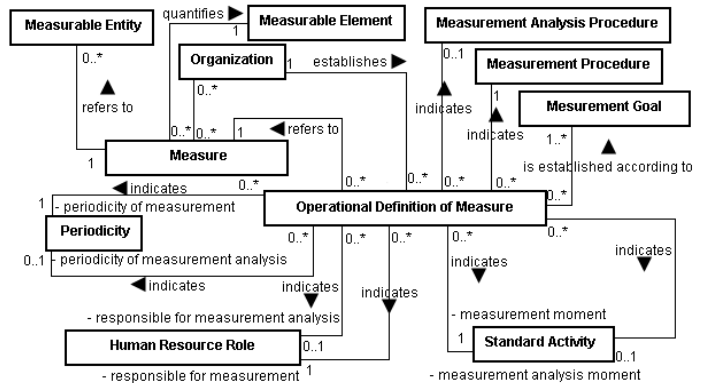 quantifies
Measurable Element
Measurable Entity
Measurement Analysis Procedure
1
0..*
Organization
1
establishes
0..1
Measurement Procedure
0..*
refers to
indicates
1
Mesurement Goal
indicates
0..*
0..*
1
refers to
1..*
1
Measure
is established according to
indicates
0..*
0..*
0..*
0..*
0..*
0..*
1
- periodicity of measurement
Operational Definition of Measure
Periodicity
0..*
0..*
0..*
0..*
0..*
0..1
- periodicity of measurement analysis
indicates
indicates
indicates
indicates
indicates
- responsible for measurement analysis
- measurement moment
Human Resource Role
0..1
1
Standard Activity
0..1
- responsible for measurement
1
- measurement analysis moment